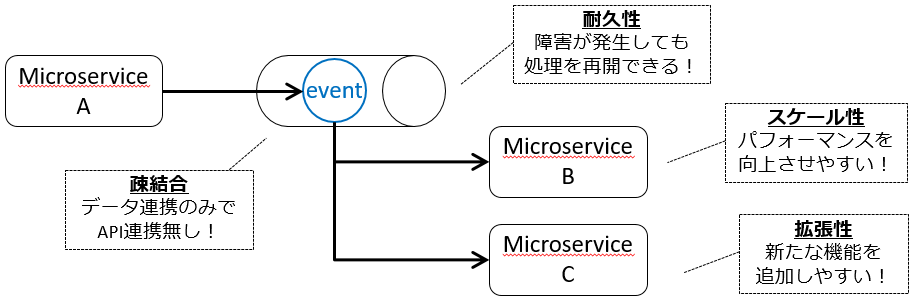 耐久性
障害が発生しても
処理を再開できる！
Microservice
A
event
スケール性
パフォーマンスを
向上させやすい！
Microservice
B
疎結合
データ連携のみで
API連携無し！
Microservice
C
拡張性
新たな機能を
追加しやすい！